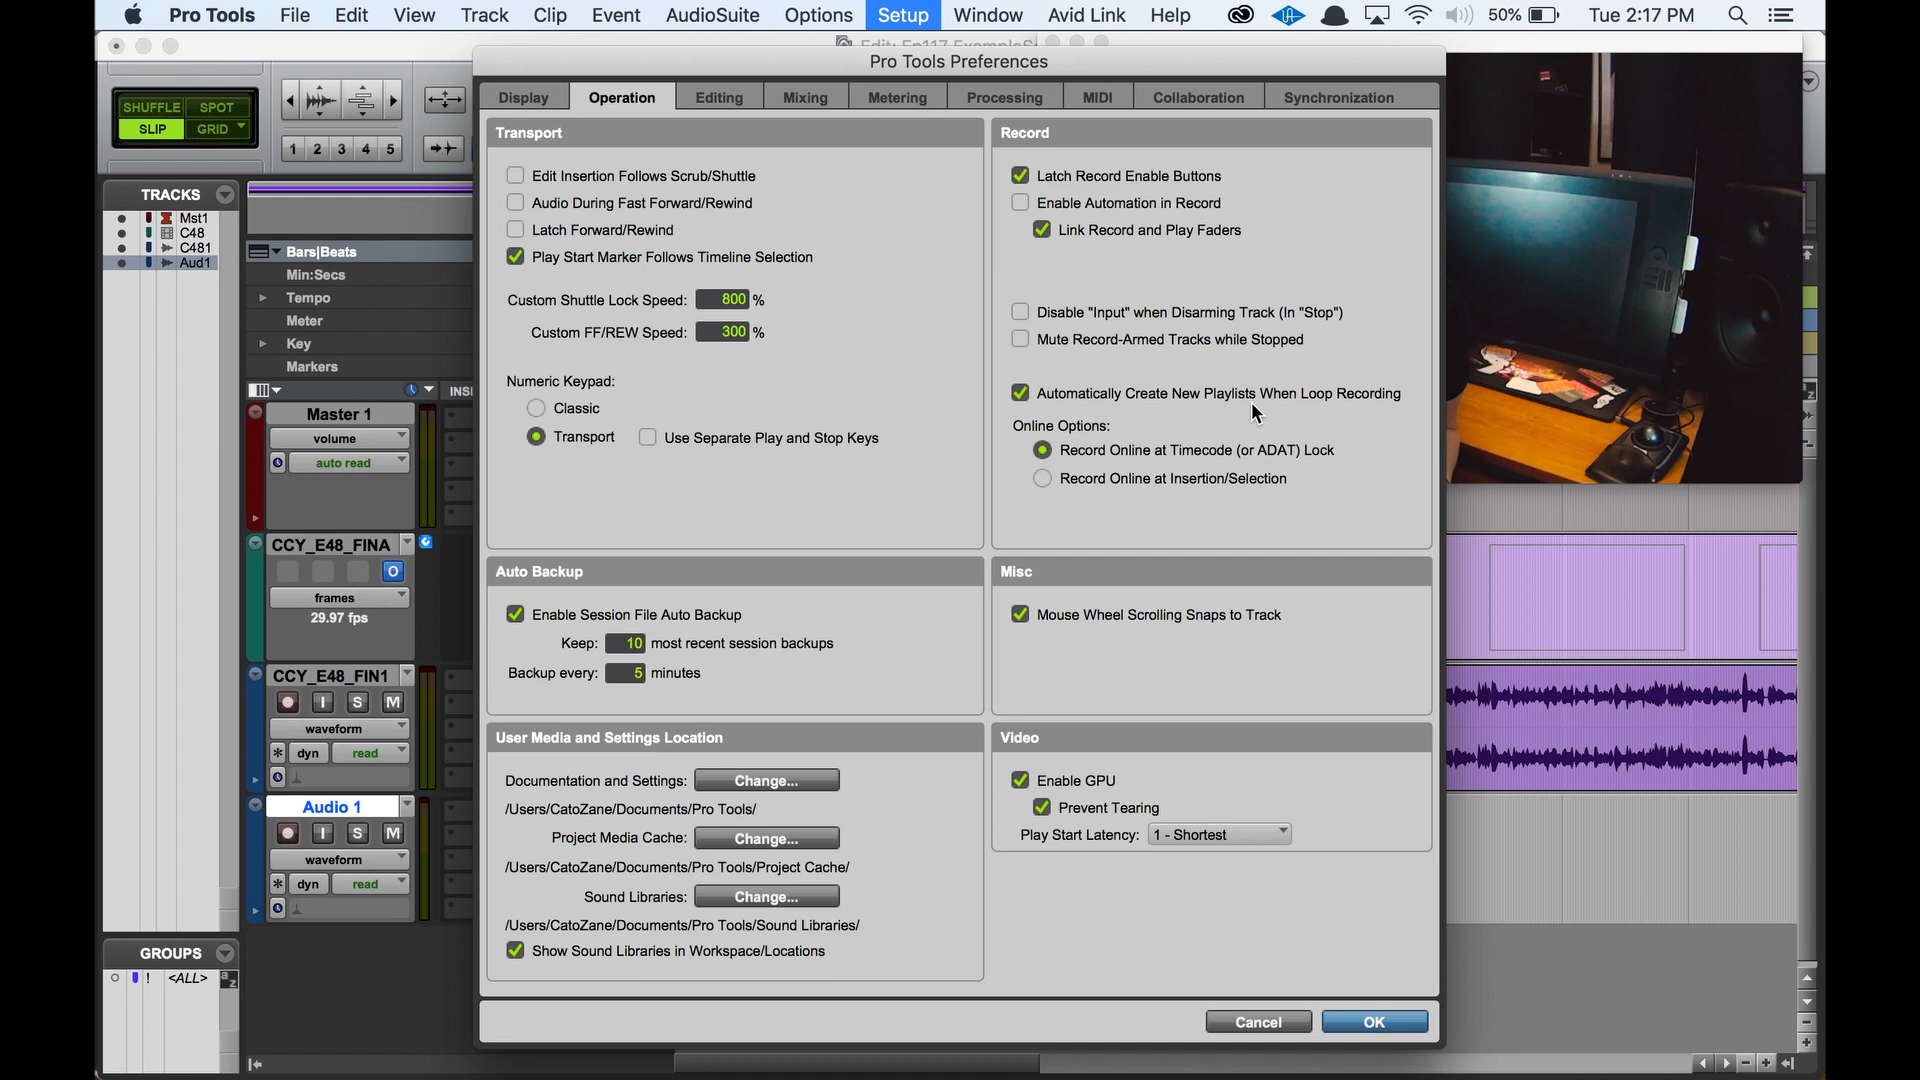 Pro Tools File Edit View Track Clip Event AudioSuite Options Setup Window Avid Link Help 50% Tue 2:17 PM
Pro Tools Preferences
SHUFFLE SPOT
SLIP GRID
1 2 3 4 5
TRACKS
Mst1
C48
C481
Aud1
Bars|Beats
Min:Secs
Tempo
Meter
Key
Markers
INS
Master 1
volume
auto read
CCY_E48_FINA
O
frames
29.97 fps
CCY_E48_FIN1
I S M
waveform
dyn read
Audio 1
I S M
waveform
dyn read
GROUPS
! <ALL> a z
Display Operation Editing Mixing Metering Processing MIDI Collaboration Synchronization
Transport
Edit Insertion Follows Scrub/Shuttle
Audio During Fast Forward/Rewind
Latch Forward/Rewind
Play Start Marker Follows Timeline Selection
Custom Shuttle Lock Speed: 800 %
Custom FF/REW Speed: 300 %
Numeric Keypad:
Classic
Transport Use Separate Play and Stop Keys
Record
Latch Record Enable Buttons
Enable Automation in Record
Link Record and Play Faders
Disable "Input" when Disarming Track (In "Stop")
Mute Record-Armed Tracks while Stopped
Automatically Create New Playlists When Loop Recording
Online Options:
Record Online at Timecode (or ADAT) Lock
Record Online at Insertion/Selection
Auto Backup
Enable Session File Auto Backup
Keep: 10 most recent session backups
Backup every: 5 minutes
Misc
Mouse Wheel Scrolling Snaps to Track
User Media and Settings Location
Documentation and Settings: Change...
/Users/CatoZane/Documents/Pro Tools/
Project Media Cache: Change...
/Users/CatoZane/Documents/Pro Tools/Project Cache/
Sound Libraries: Change...
/Users/CatoZane/Documents/Pro Tools/Sound Libraries/
Show Sound Libraries in Workspace/Locations
Video
Enable GPU
Prevent Tearing
Play Start Latency: 1 - Shortest
Cancel OK